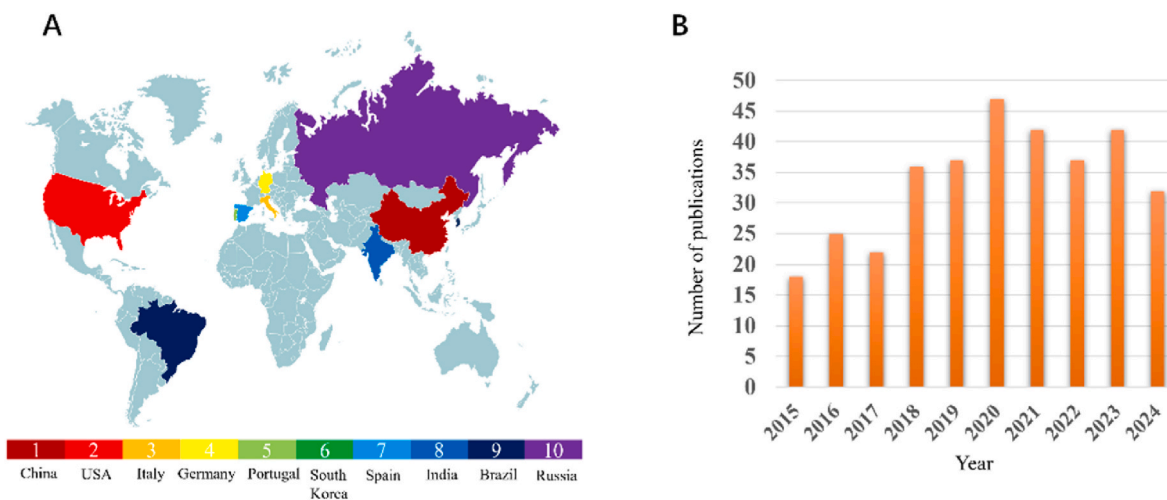 A
1 2 3 4 5 6 7 8 9 10
China USA Italy Germany Portugal South Korea Spain India Brazil Russia
B
Number of publications
50
45
40
35
30
25
20
15
10
5
0
2015 2016 2017 2018 2019 2020 2021 2022 2023 2024
Year